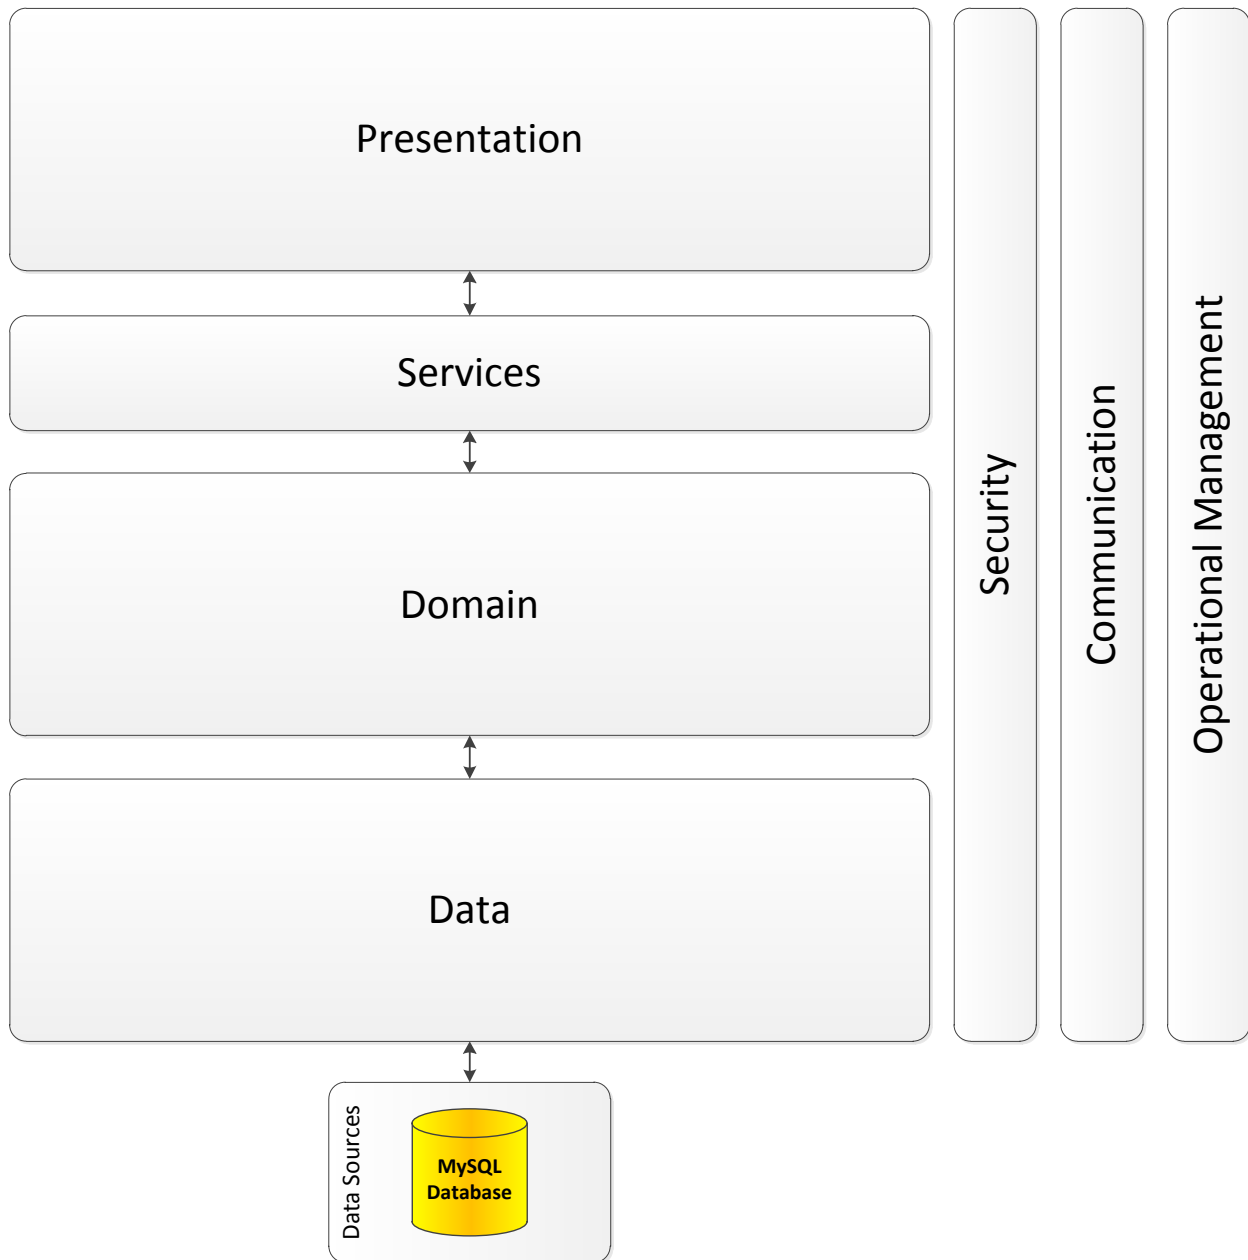 Presentation
Services
Domain
Data
Security
Communication
Operational Management
Data Sources
MySQL
Database